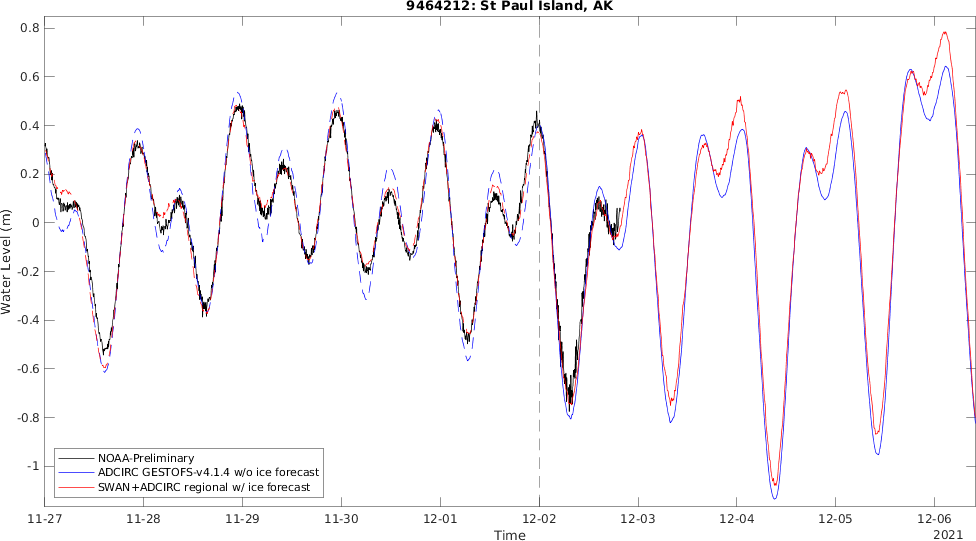 9464212: St Paul Island, AK
0.8
0.6
0.4
0.2
0
-0.2
-0.4
-0.6
-0.8
-1
Water Level (m)
NOAA-Preliminary
ADCIRC GESTOFS-v4.1.4 w/o ice forecast
SWAN+ADCIRC regional w/ ice forecast
11-27 11-28 11-29 11-30 12-01 12-02 12-03 12-04 12-05 12-06
Time
2021